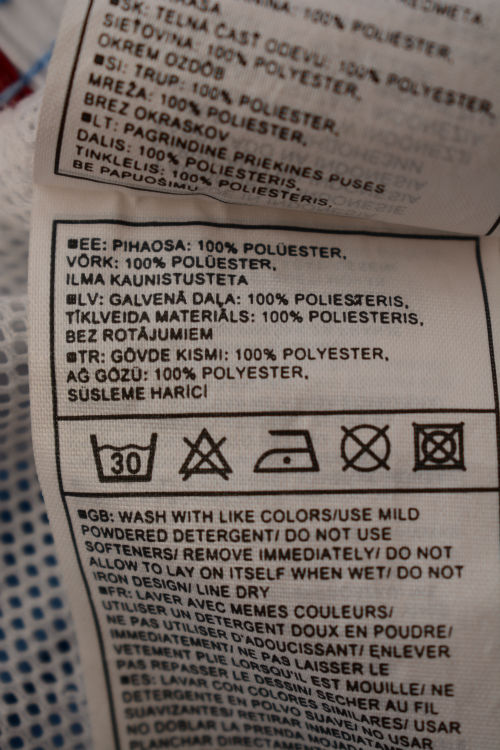 100% POLIESTER,
■SK: TELNÁ ČASŤ ODEVU: 100% POLYESTER,
SIEŤOVINA: 100% POLYESTER,
OKREM OZDÔB
■SI: TRUP: 100% POLIESTER,
MREŽA: 100% POLIESTER,
BREZ OKRASKOV
■LT: PAGRINDINĖ PRIEKINĖS PUSĖS
DALIS: 100% POLIESTERIS,
TINKLELIS: 100% POLIESTERIS,
BE PAPUOŠIMŲ
■EE: PIHAOSA: 100% POLÜESTER,
VÕRK: 100% POLÜESTER,
ILMA KAUNISTUSTETA
■LV: GALVENĀ DAĻA: 100% POLIESTERIS,
TĪKLVEIDA MATERIĀLS: 100% POLIESTERIS,
BEZ ROTĀJUMIEM
■TR: GÖVDE KISMI: 100% POLYESTER,
AĞ GÖZÜ: 100% POLYESTER,
SÜSLEME HARİCİ
30
■GB: WASH WITH LIKE COLORS/USE MILD
POWDERED DETERGENT/ DO NOT USE
SOFTENERS/ REMOVE IMMEDIATELY/ DO NOT
ALLOW TO LAY ON ITSELF WHEN WET/ DO NOT
IRON DESIGN/ LINE DRY
■FR: LAVER AVEC MEMES COULEURS/
UTILISER UN DETERGENT DOUX EN POUDRE/
NE PAS UTILISER D'ADOUCISSANT/ ENLEVER
IMMEDIATEMENT/ NE PAS LAISSER LE
VETEMENT PLIE LORSQU'IL EST MOUILLE/ NE
PAS REPASSER LE DESSIN/ SECHER AU FIL
■ES: LAVAR CON COLORES SIMILARES/ USAR
DETERGENTE EN POLVO SUAVE/ NO USAR
SUAVIZANTES/ RETIRAR INMEDIATAM
NO DOBLAR LA PRENDA MOJADA
PLANCHAR DIRECTAMEN